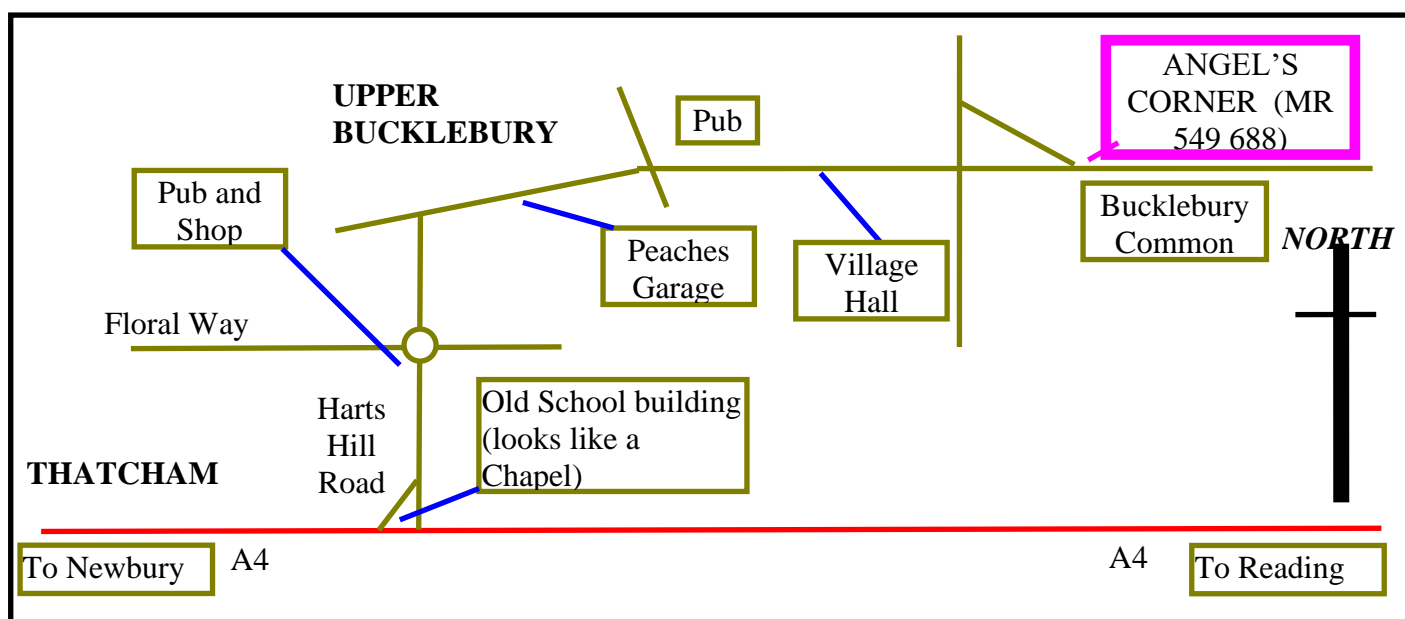 UPPER
BUCKLEBURY
Pub
ANGEL’S
CORNER (MR
549 688)
Pub and
Shop
Peaches
Garage
Village
Hall
Bucklebury
Common
NORTH
Floral Way
Harts
Hill
Road
Old School building
(looks like a
Chapel)
THATCHAM
To Newbury
A4
A4
To Reading